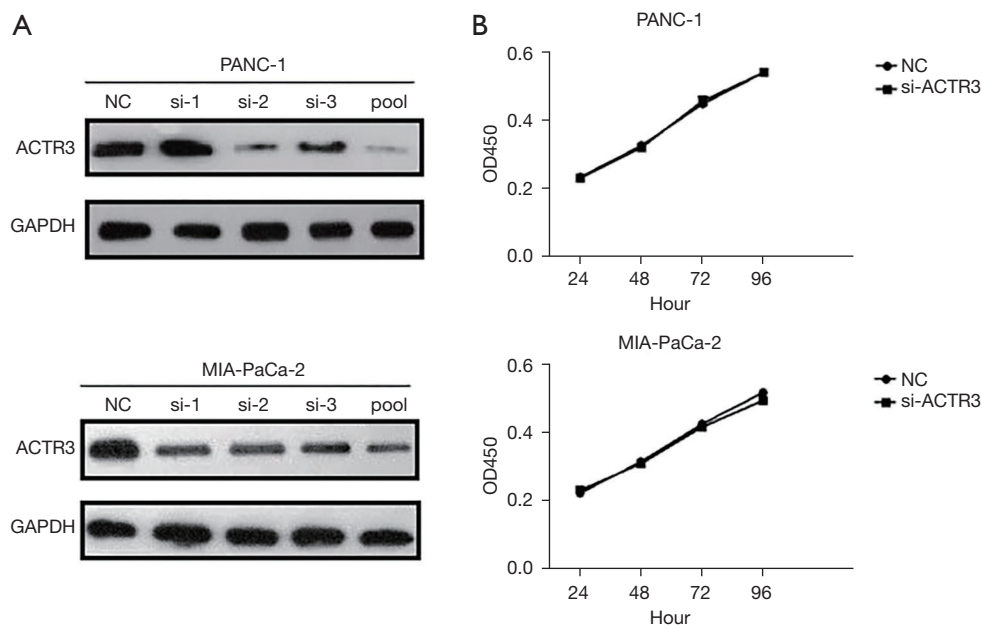 A
PANC-1
NC si-1 si-2 si-3 pool
ACTR3
GAPDH
MIA-PaCa-2
NC si-1 si-2 si-3 pool
ACTR3
GAPDH
B
PANC-1
0.6
0.4
0.2
0.0
OD450
24 48 72 96
Hour
NC
si-ACTR3
MIA-PaCa-2
0.6
0.4
0.2
0.0
OD450
24 48 72 96
Hour
NC
si-ACTR3